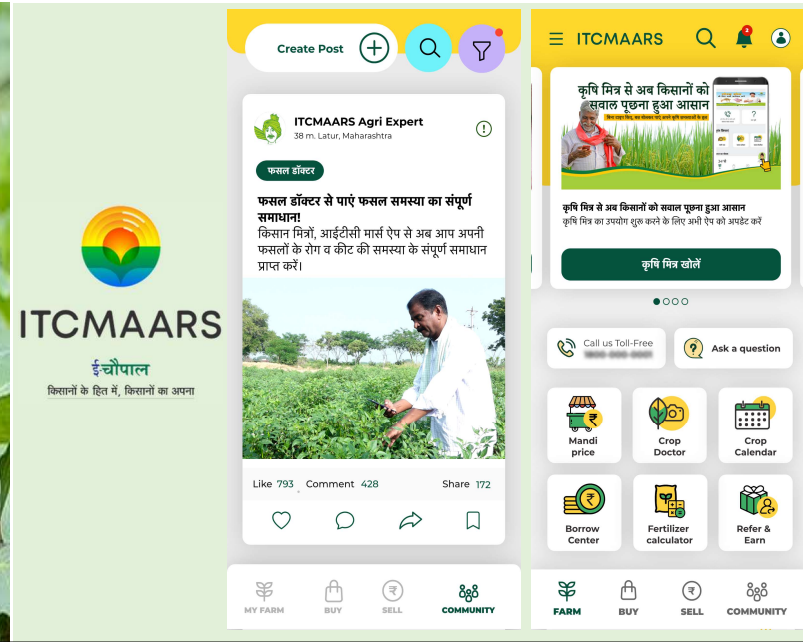 ITCMAARS
ई-चौपाल
किसानों के हित में, किसानों का अपना
Create Post
ITCMAARS Agri Expert
38 m. Latur, Maharashtra
फसल डॉक्टर
फसल डॉक्टर से पाएं फसल समस्या का संपूर्ण
समाधान!
किसान मित्रों, आईटीसी मार्स ऐप से अब आप अपनी
फसलों के रोग व कीट की समस्या के संपूर्ण समाधान
प्राप्त करें।
Like 793 Comment 428 Share 172
MY FARM BUY SELL COMMUNITY
ITCMAARS
2
कृषि मित्र से अब किसानों को
सवाल पूछना हुआ आसान
कृषि मित्र से अब किसानों को सवाल पूछना हुआ आसान
कृषि मित्र का उपयोग शुरू करने के लिए अभी ऐप को अपडेट करें
कृषि मित्र खोलें
Call us Toll-Free
Ask a question
Mandi
price
Crop
Doctor
Crop
Calendar
Borrow
Center
Fertilizer
calculator
Refer &
Earn
FARM BUY SELL COMMUNITY